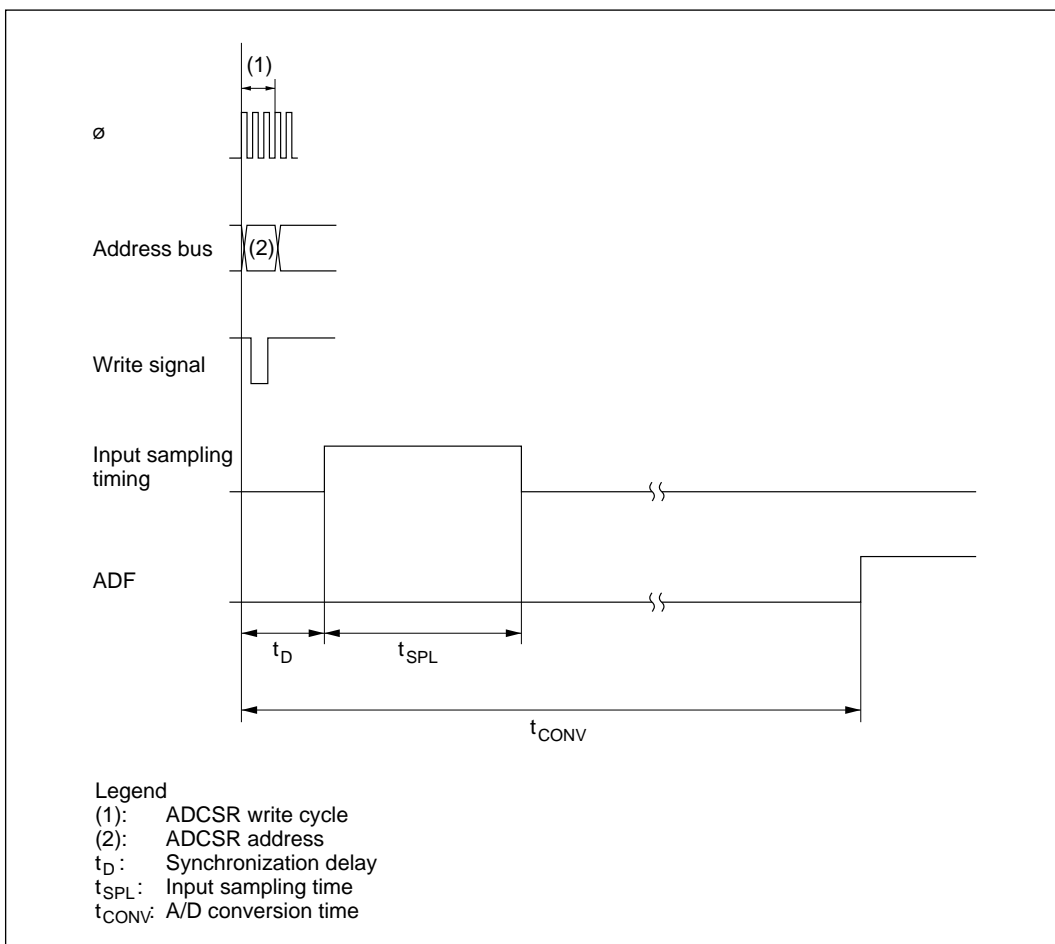 (1)
ø
Address bus
(2)
Write signal
Input sampling
timing
ADF
tD
tSPL
tCONV
Legend
(1): ADCSR write cycle
(2): ADCSR address
tD : Synchronization delay
tSPL : Input sampling time
tCONV: A/D conversion time